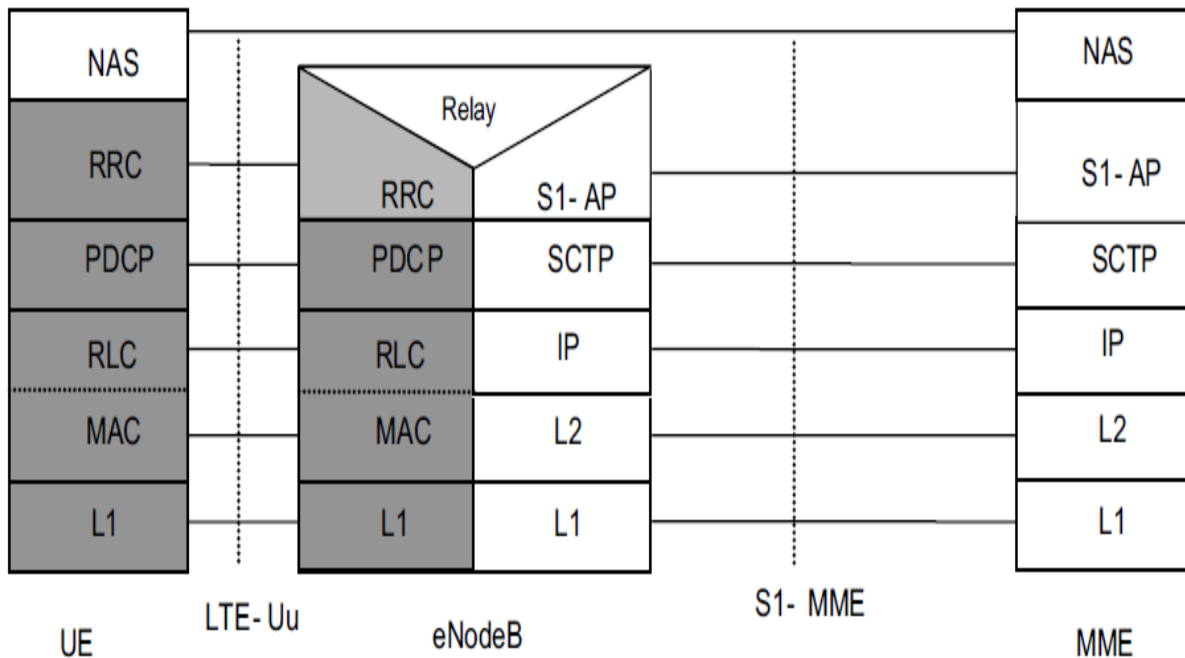 NAS
RRC
PDCP
RLC
MAC
L1
UE
LTE- Uu
Relay
RRC
S1- AP
PDCP
SCTP
RLC
IP
MAC
L2
L1
L1
eNodeB
S1- MME
NAS
S1- AP
SCTP
IP
L2
L1
MME